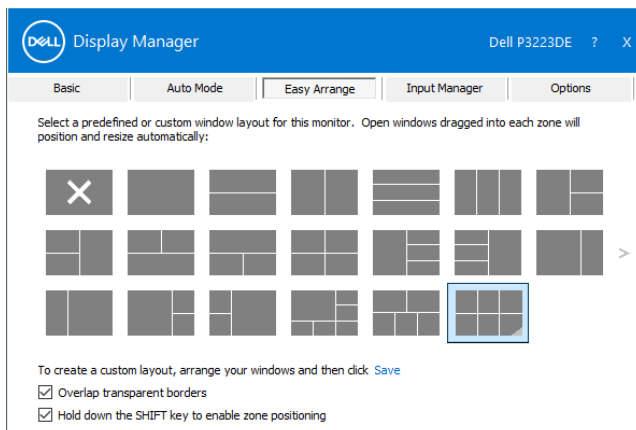 DELL Display Manager
Dell P3223DE ? X
Basic Auto Mode Easy Arrange Input Manager Options
Select a predefined or custom window layout for this monitor. Open windows dragged into each zone will
position and resize automatically:
>
To create a custom layout, arrange your windows and then click Save
Overlap transparent borders
Hold down the SHIFT key to enable zone positioning